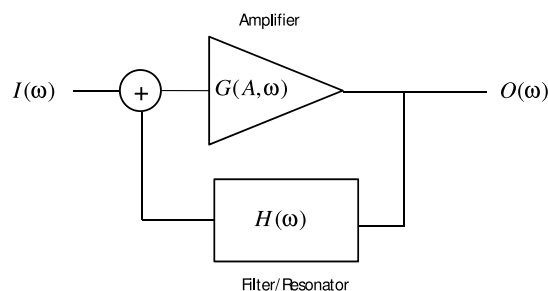 Amplifier
I(ω)
+
G(A,ω)
O(ω)
H(ω)
Filter/Resonator